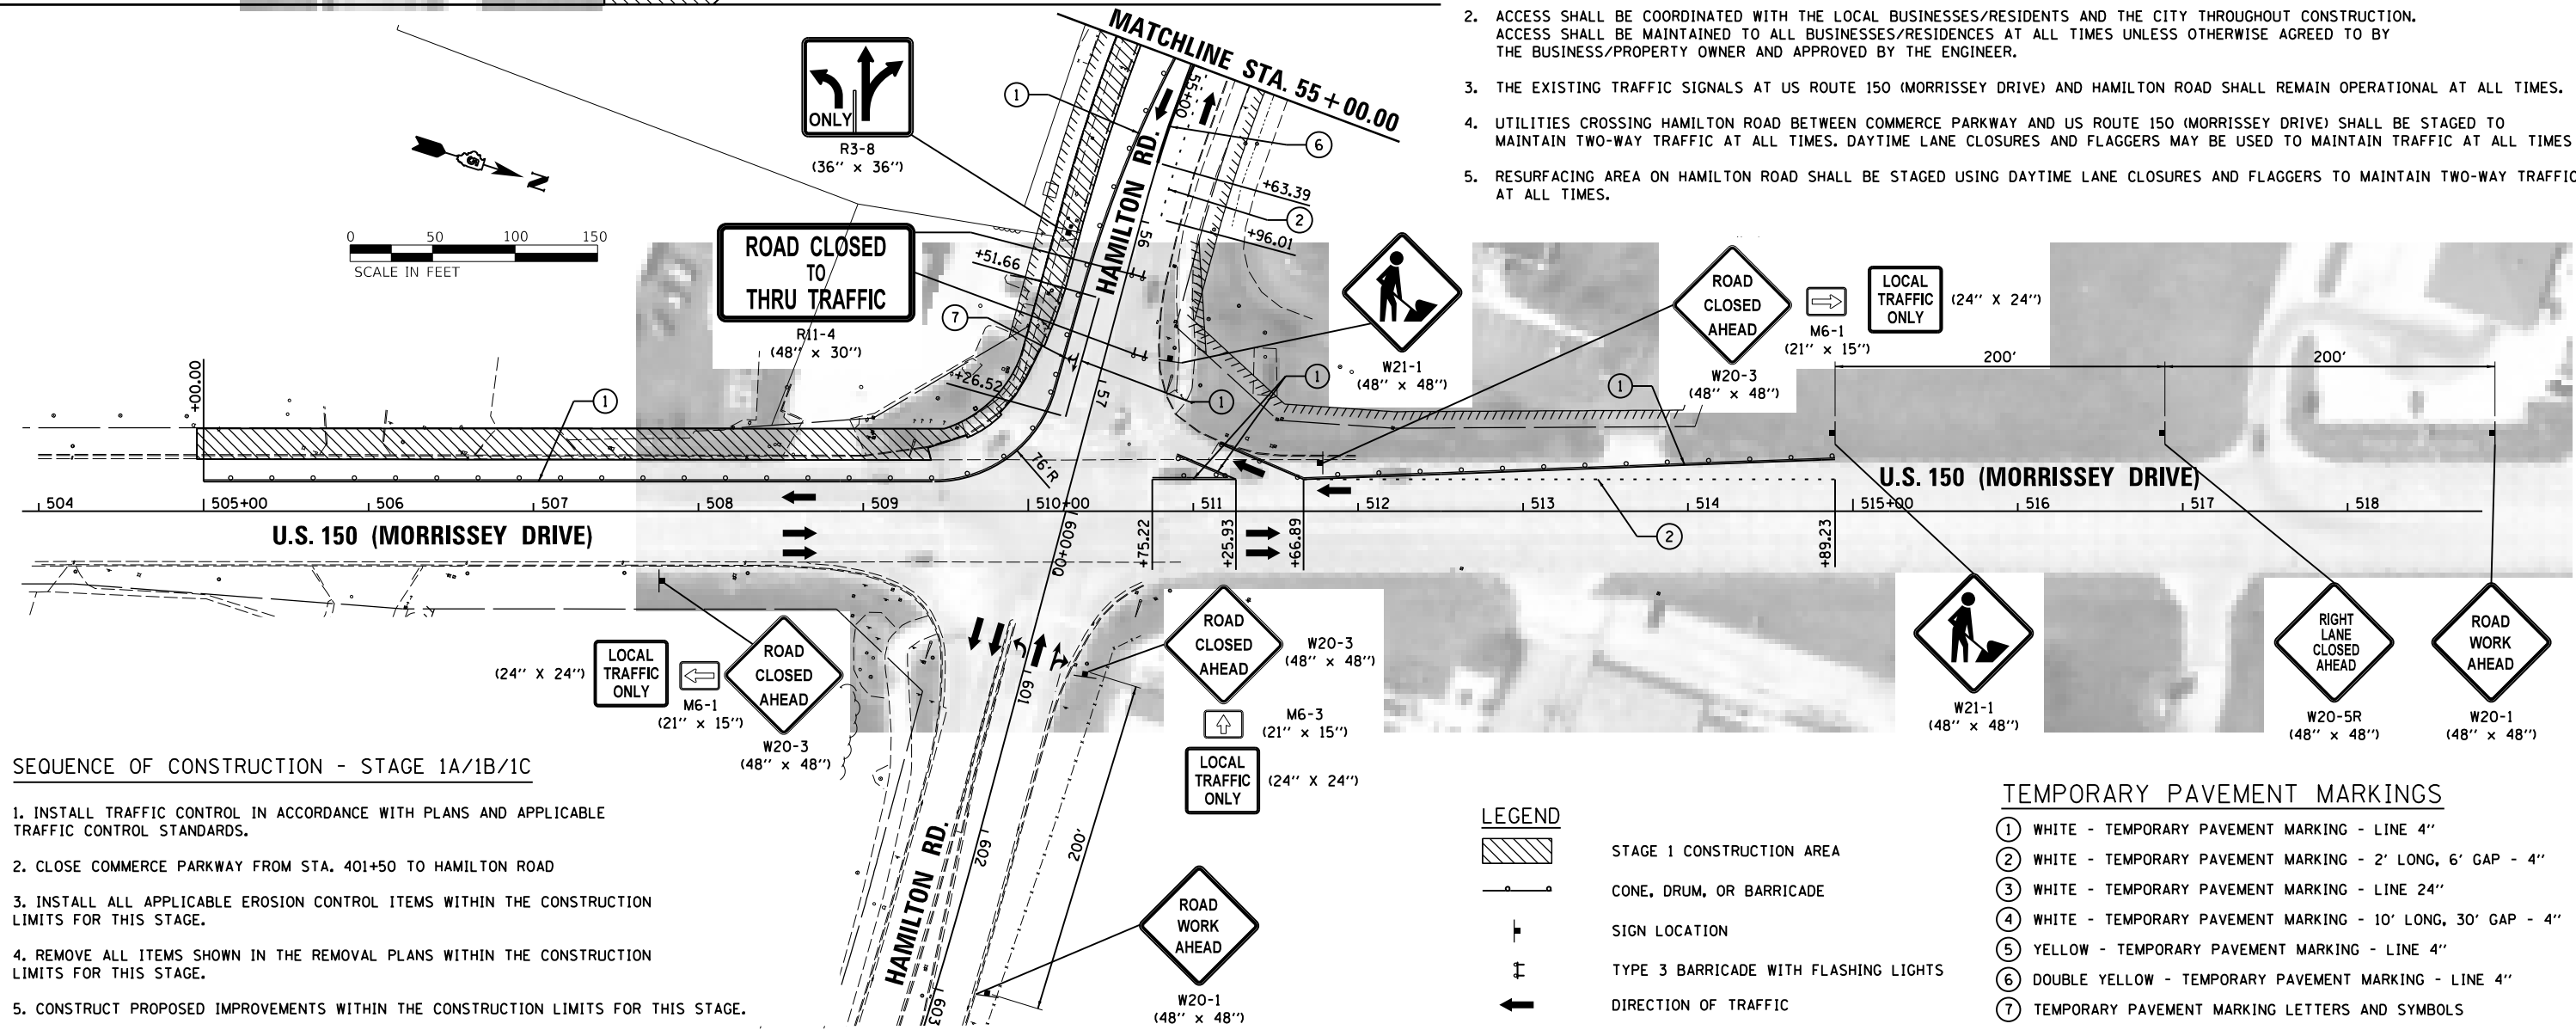 2. ACCESS SHALL BE COORDINATED WITH THE LOCAL BUSINESSES/RESIDENTS AND THE CITY THROUGHOUT CONSTRUCTION.
ACCESS SHALL BE MAINTAINED TO ALL BUSINESSES/RESIDENCES AT ALL TIMES UNLESS OTHERWISE AGREED TO BY
THE BUSINESS/PROPERTY OWNER AND APPROVED BY THE ENGINEER.
3. THE EXISTING TRAFFIC SIGNALS AT US ROUTE 150 (MORRISSEY DRIVE) AND HAMILTON ROAD SHALL REMAIN OPERATIONAL AT ALL TIMES.
4. UTILITIES CROSSING HAMILTON ROAD BETWEEN COMMERCE PARKWAY AND US ROUTE 150 (MORRISSEY DRIVE) SHALL BE STAGED TO
MAINTAIN TWO-WAY TRAFFIC AT ALL TIMES. DAYTIME LANE CLOSURES AND FLAGGERS MAY BE USED TO MAINTAIN TRAFFIC AT ALL TIMES
5. RESURFACING AREA ON HAMILTON ROAD SHALL BE STAGED USING DAYTIME LANE CLOSURES AND FLAGGERS TO MAINTAIN TWO-WAY TRAFFIC
AT ALL TIMES.
MATCHLINE STA. 55+00.00
ONLY
R3-8
(36" x 36")
1
55+00
6
HAMILTON RD.
+63.39
2
+96.01
56
+51.66
N
0 50 100 150
SCALE IN FEET
ROAD CLOSED
TO
THRU TRAFFIC
R11-4
(48" x 30")
7
+26.52
57
1
1
W21-1
(48" x 48")
ROAD
CLOSED
AHEAD
W20-3
(48" x 48")
M6-1
(21" x 15")
LOCAL
TRAFFIC
ONLY
(24" X 24")
200'
200'
+00.00
1
76'R
1
504 505+00 506 507 508 509 510+00 511 512 513 514 515+00 516 517 518
U.S. 150 (MORRISSEY DRIVE)
U.S. 150 (MORRISSEY DRIVE)
600+00
+75.22
+25.93
+66.89
2
+89.23
(24" X 24")
LOCAL
TRAFFIC
ONLY
M6-1
(21" x 15")
ROAD
CLOSED
AHEAD
W20-3
(48" x 48")
601
ROAD
CLOSED
AHEAD
W20-3
(48" x 48")
M6-3
(21" x 15")
LOCAL
TRAFFIC
ONLY
(24" X 24")
W21-1
(48" x 48")
RIGHT
LANE
CLOSED
AHEAD
W20-5R
(48" x 48")
ROAD
WORK
AHEAD
W20-1
(48" x 48")
HAMILTON RD.
602
200'
603
ROAD
WORK
AHEAD
W20-1
(48" x 48")
SEQUENCE OF CONSTRUCTION - STAGE 1A/1B/1C
1. INSTALL TRAFFIC CONTROL IN ACCORDANCE WITH PLANS AND APPLICABLE
TRAFFIC CONTROL STANDARDS.
2. CLOSE COMMERCE PARKWAY FROM STA. 401+50 TO HAMILTON ROAD
3. INSTALL ALL APPLICABLE EROSION CONTROL ITEMS WITHIN THE CONSTRUCTION
LIMITS FOR THIS STAGE.
4. REMOVE ALL ITEMS SHOWN IN THE REMOVAL PLANS WITHIN THE CONSTRUCTION
LIMITS FOR THIS STAGE.
5. CONSTRUCT PROPOSED IMPROVEMENTS WITHIN THE CONSTRUCTION LIMITS FOR THIS STAGE.
LEGEND
STAGE 1 CONSTRUCTION AREA
CONE, DRUM, OR BARRICADE
SIGN LOCATION
TYPE 3 BARRICADE WITH FLASHING LIGHTS
DIRECTION OF TRAFFIC
TEMPORARY PAVEMENT MARKINGS
1 WHITE - TEMPORARY PAVEMENT MARKING - LINE 4"
2 WHITE - TEMPORARY PAVEMENT MARKING - 2' LONG, 6' GAP - 4"
3 WHITE - TEMPORARY PAVEMENT MARKING - LINE 24"
4 WHITE - TEMPORARY PAVEMENT MARKING - 10' LONG, 30' GAP - 4"
5 YELLOW - TEMPORARY PAVEMENT MARKING - LINE 4"
6 DOUBLE YELLOW - TEMPORARY PAVEMENT MARKING - LINE 4"
7 TEMPORARY PAVEMENT MARKING LETTERS AND SYMBOLS